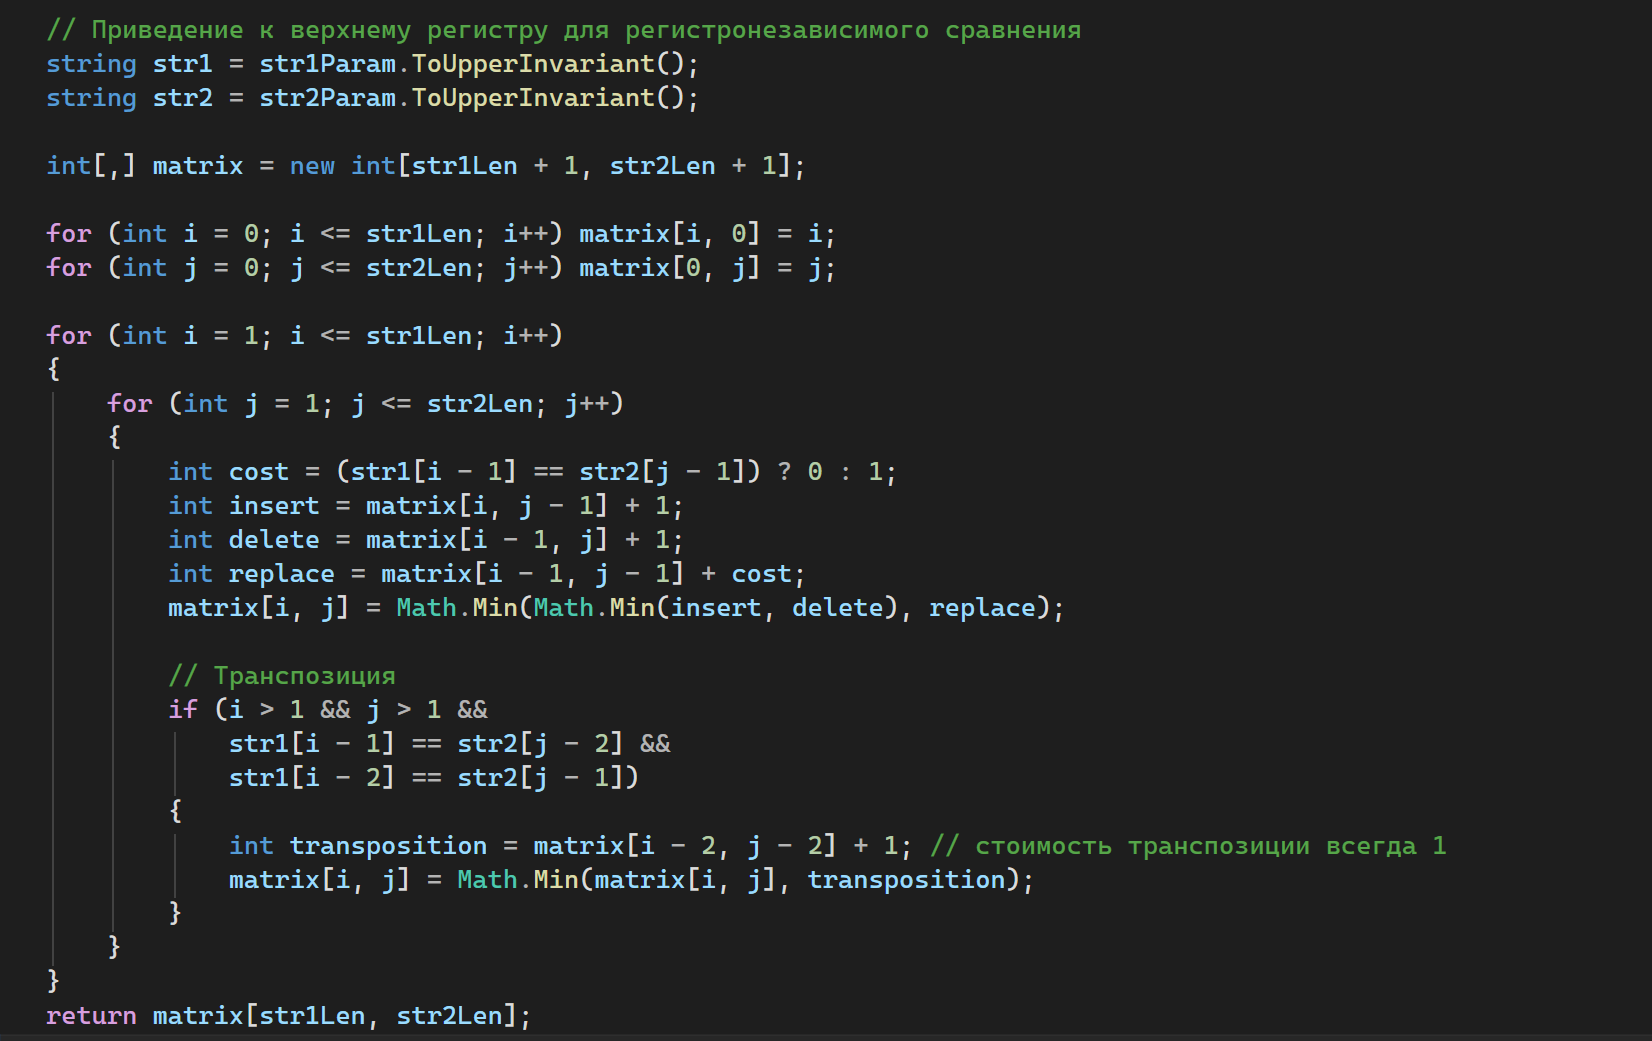 // Приведение к верхнему регистру для регистронезависимого сравнения
string str1 = str1Param.ToUpperInvariant();
string str2 = str2Param.ToUpperInvariant();
int[,] matrix = new int[str1Len + 1, str2Len + 1];
for (int i = 0; i <= str1Len; i++) matrix[i, 0] = i;
for (int j = 0; j <= str2Len; j++) matrix[0, j] = j;
for (int i = 1; i <= str1Len; i++)
{
    for (int j = 1; j <= str2Len; j++)
    {
        int cost = (str1[i - 1] == str2[j - 1]) ? 0 : 1;
        int insert = matrix[i, j - 1] + 1;
        int delete = matrix[i - 1, j] + 1;
        int replace = matrix[i - 1, j - 1] + cost;
        matrix[i, j] = Math.Min(Math.Min(insert, delete), replace);
        // Транспозиция
        if (i > 1 && j > 1 &&
            str1[i - 1] == str2[j - 2] &&
            str1[i - 2] == str2[j - 1])
        {
            int transposition = matrix[i - 2, j - 2] + 1; // стоимость транспозиции всегда 1
            matrix[i, j] = Math.Min(matrix[i, j], transposition);
        }
    }
}
return matrix[str1Len, str2Len];